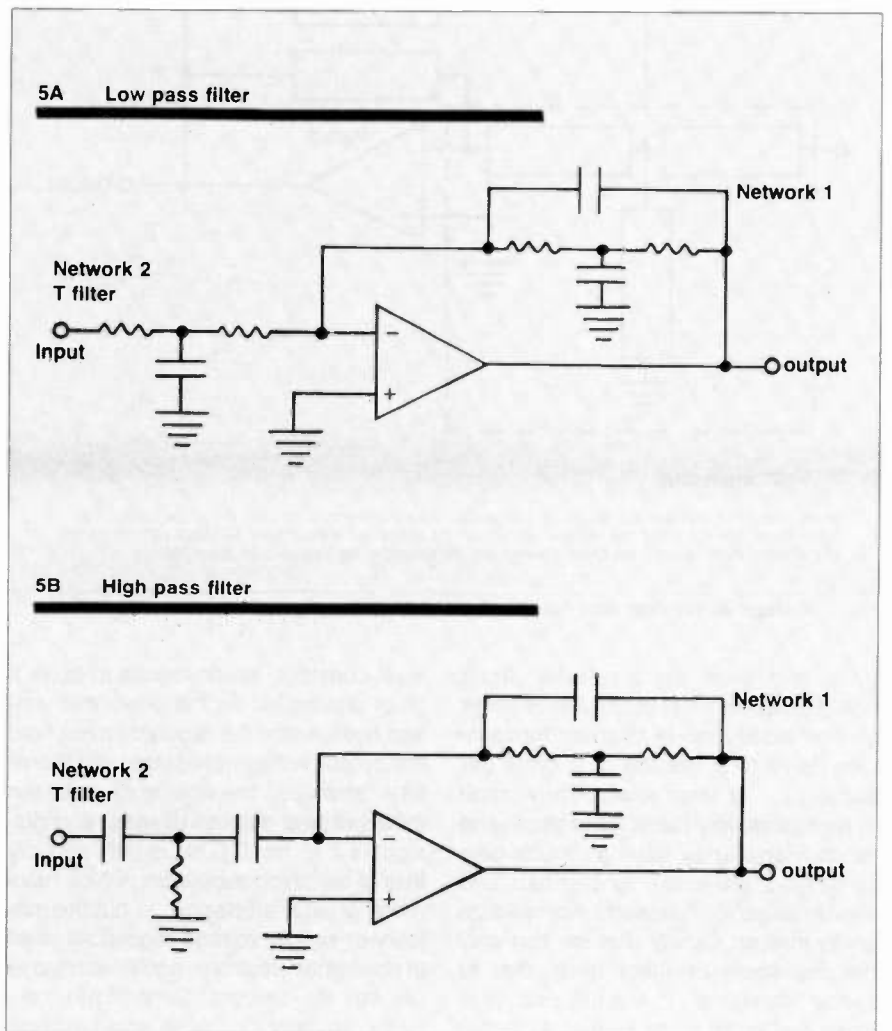 5A Low pass filter
Network 1
Network 2
T filter
Input
−
+
output
5B High pass filter
Network 1
Network 2
T filter
Input
−
+
output